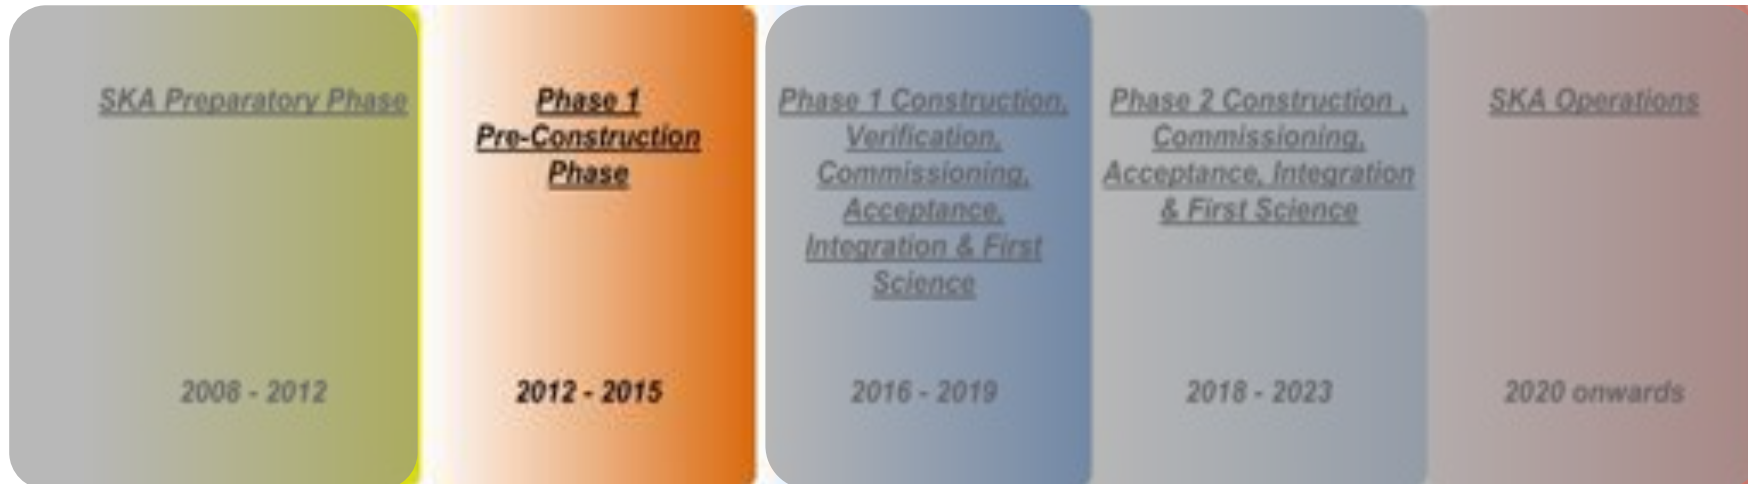 SKA Preparatory Phase
2008 - 2012
Phase 1
Pre-Construction
Phase
2012 - 2015
Phase 1 Construction,
Verification,
Commissioning,
Acceptance,
Integration & First
Science
2016 - 2019
Phase 2 Construction ,
Commissioning,
Acceptance, Integration
& First Science
2018 - 2023
SKA Operations
2020 onwards